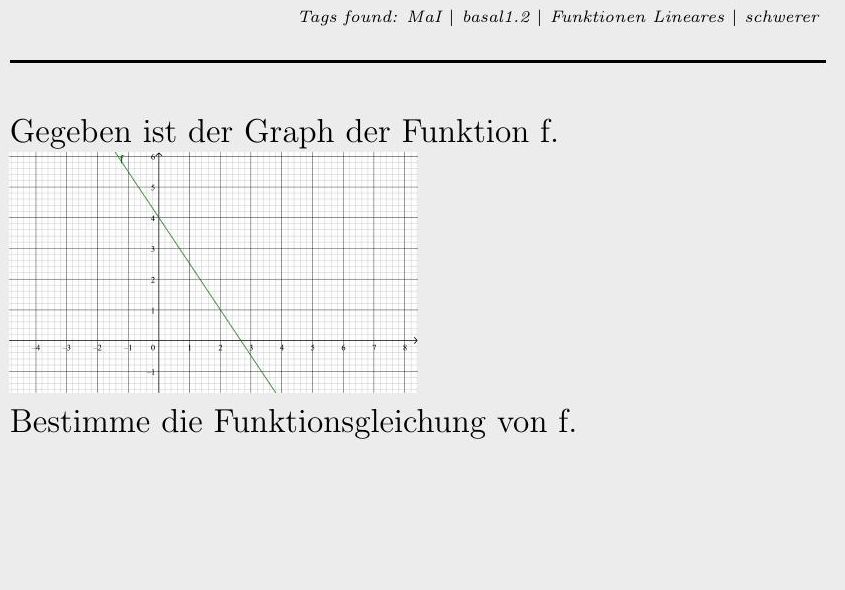 Tags found: MaI | basal1.2 | Funktionen Lineares | schwerer
Gegeben ist der Graph der Funktion f.
f
6
5
4
3
2
1
-4 -3 -2 -1 0 1 2 3 4 5 6 7 8
-1
Bestimme die Funktionsgleichung von f.